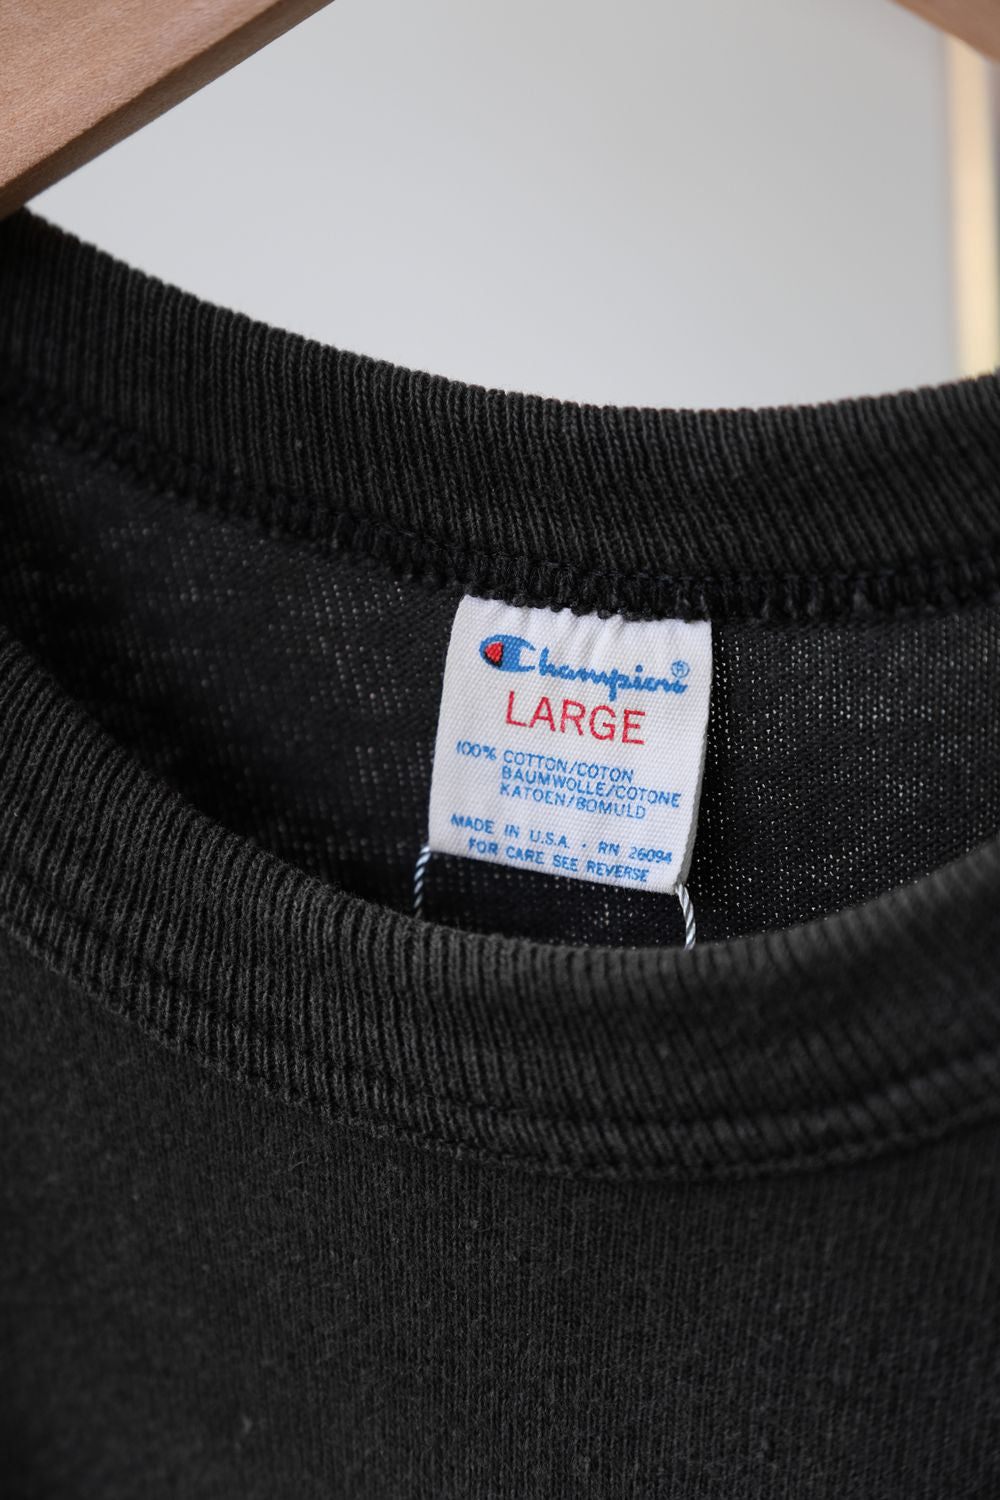 Champion®
LARGE
100% COTTON/COTON
BAUMWOLLE/COTONE
KATOEN/BOMULD
MADE IN U.S.A. · RN 26094
FOR CARE SEE REVERSE